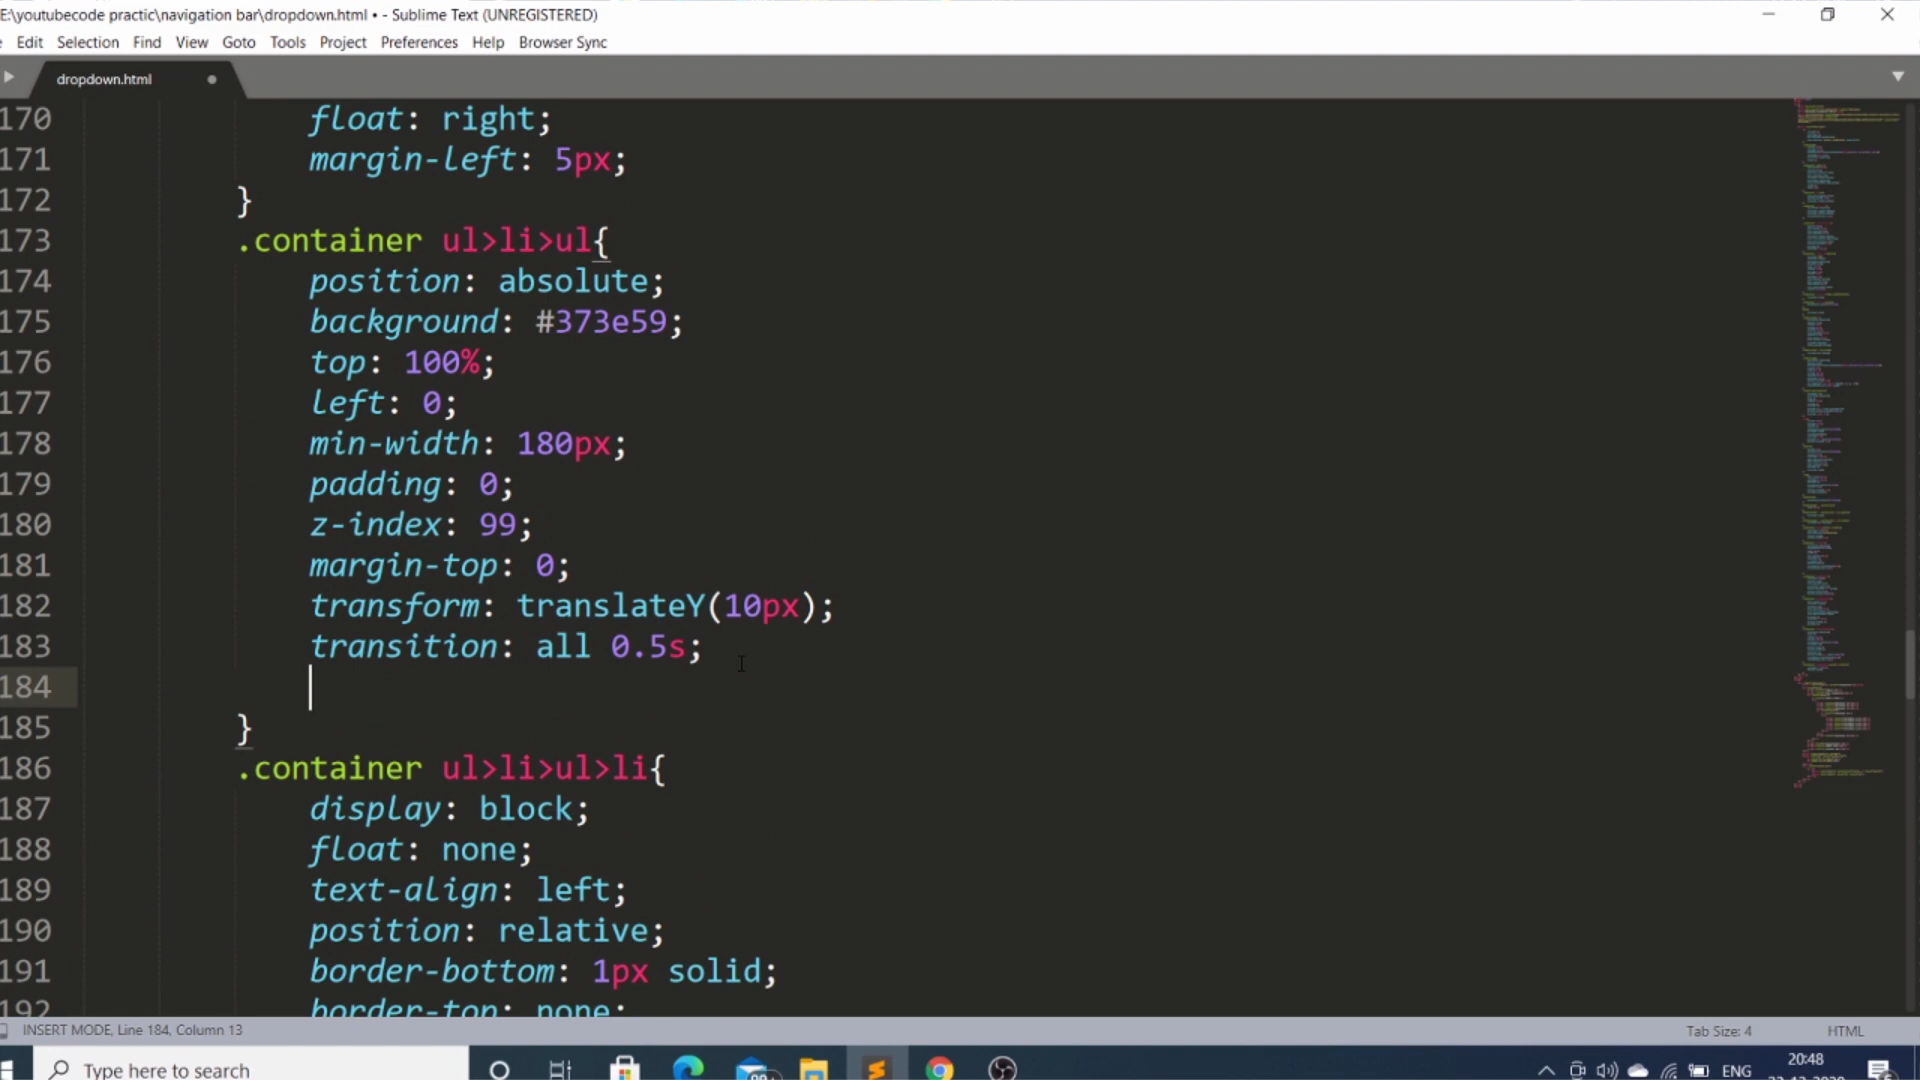 E:\youtubecode practic\navigation bar\dropdown.html • - Sublime Text (UNREGISTERED)
Edit Selection Find View Goto Tools Project Preferences Help Browser Sync
dropdown.html
170 float: right;
171 margin-left: 5px;
172 }
173 .container ul>li>ul{
174 position: absolute;
175 background: #373e59;
176 top: 100%;
177 left: 0;
178 min-width: 180px;
179 padding: 0;
180 z-index: 99;
181 margin-top: 0;
182 transform: translateY(10px);
183 transition: all 0.5s;
184
185 }
186 .container ul>li>ul>li{
187 display: block;
188 float: none;
189 text-align: left;
190 position: relative;
191 border-bottom: 1px solid;
192 border-top: none;
INSERT MODE, Line 184, Column 13 Tab Size: 4 HTML
Type here to search 99+ ENG 20:48